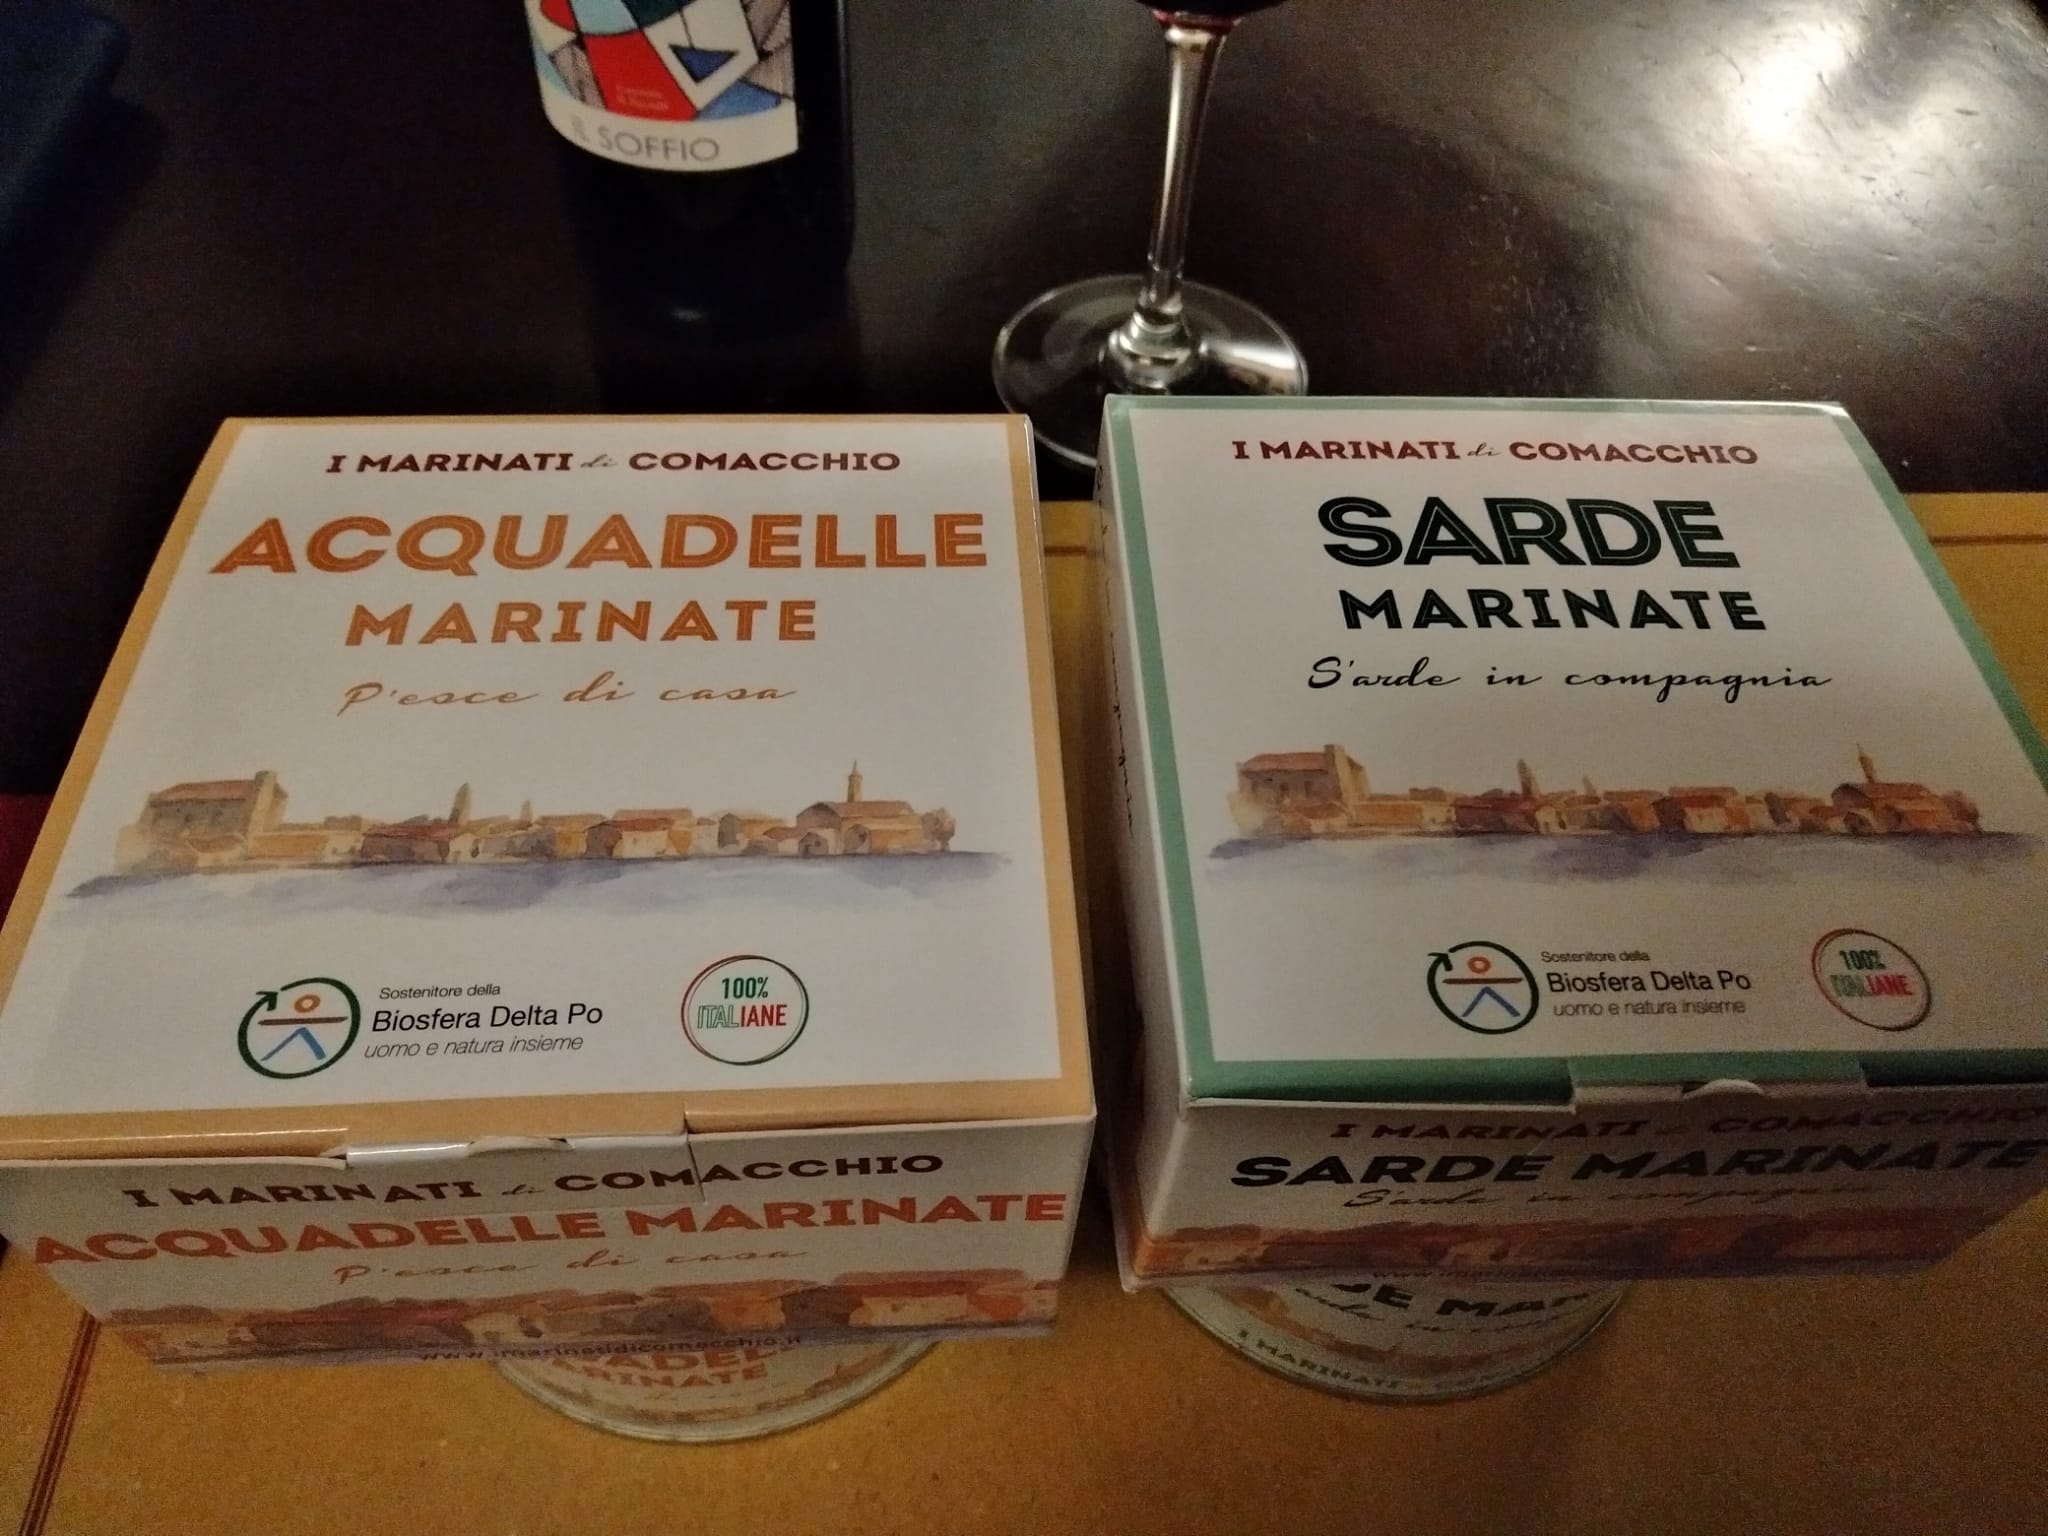 IL SOFFIO
I MARINATI di COMACCHIO
ACQUADELLE
MARINATE
P'esce di casa
Sostenitore della
Biosfera Delta Po
uomo e natura insieme
100%
ITALIANE
I MARINATI di COMACCHIO
ACQUADELLE MARINATE
P'esce di casa
www.imarinatidicomacchio.it
I MARINATI di COMACCHIO
SARDE
MARINATE
S'arde in compagnia
Sostenitore della
Biosfera Delta Po
uomo e natura insieme
100%
ITALIANE
I MARINATI di COMACCHIO
SARDE MARINATE
S'arde in compagnia